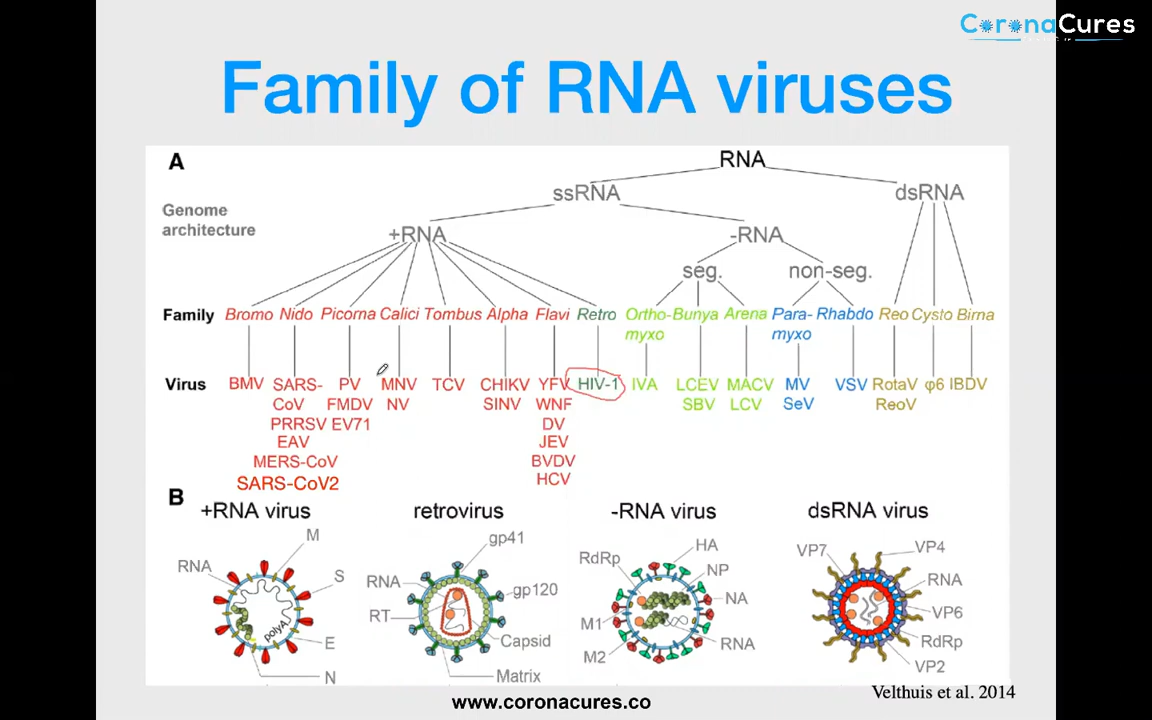 CoronaCures
Family of RNA viruses
A
RNA
ssRNA
dsRNA
Genome
architecture
+RNA
-RNA
seg.
non-seg.
Family
Bromo Nido Picorna Calici Tombus Alpha Flavi Retro Ortho- Bunya Arena Para- Rhabdo Reo Cysto Birna
myxo myxo
Virus
BMV SARS- PV MNV TCV CHIKV YFV HIV-1 IVA LCEV MACV MV VSV RotaV φ6 IBDV
CoV FMDV NV SINV WNF SBV LCV SeV ReoV
PRRSV EV71 DV
EAV JEV
MERS-CoV BVDV
SARS-CoV2 HCV
B
+RNA virus retrovirus -RNA virus dsRNA virus
RNA
M
S
E
N
polyA
gp41
RNA
gp120
RT
Capsid
Matrix
RdRp
HA
NP
NA
M1
M2
RNA
VP7
VP4
RNA
VP6
RdRp
VP2
Velthuis et al. 2014
www.coronacures.co